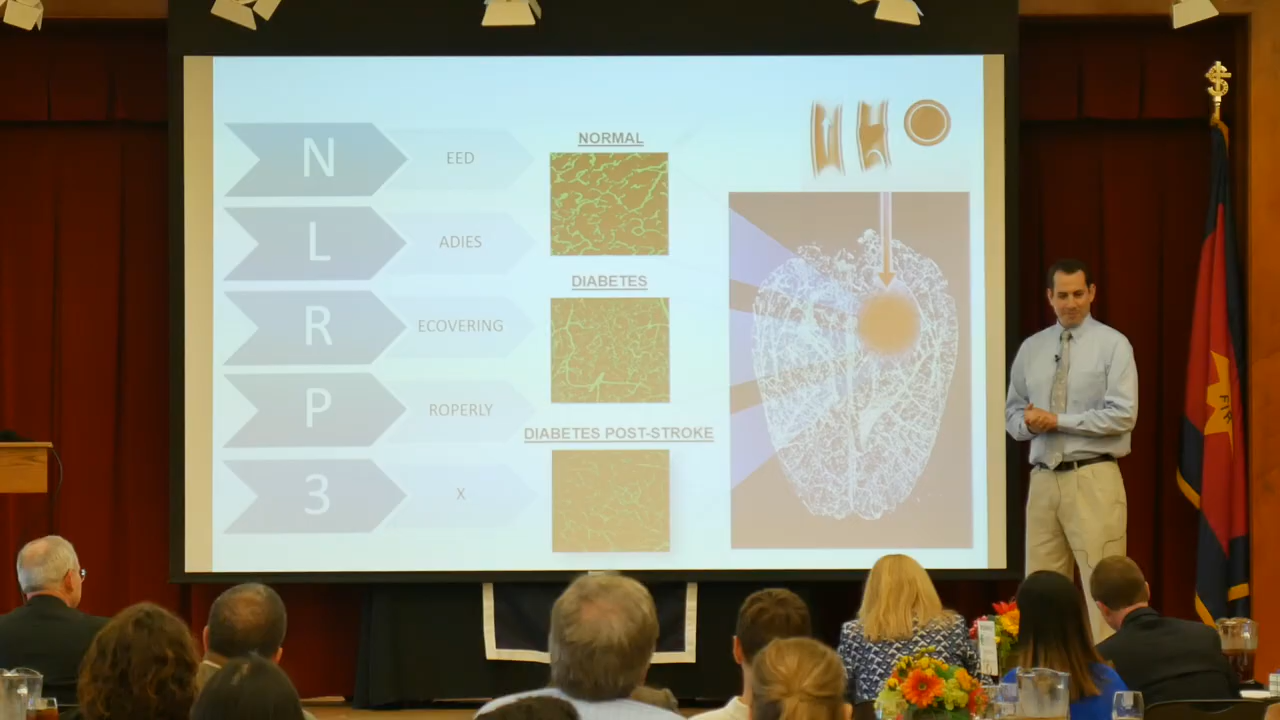 N EED
L ADIES
R ECOVERING
P ROPERLY
3 X
NORMAL
DIABETES
DIABETES POST-STROKE